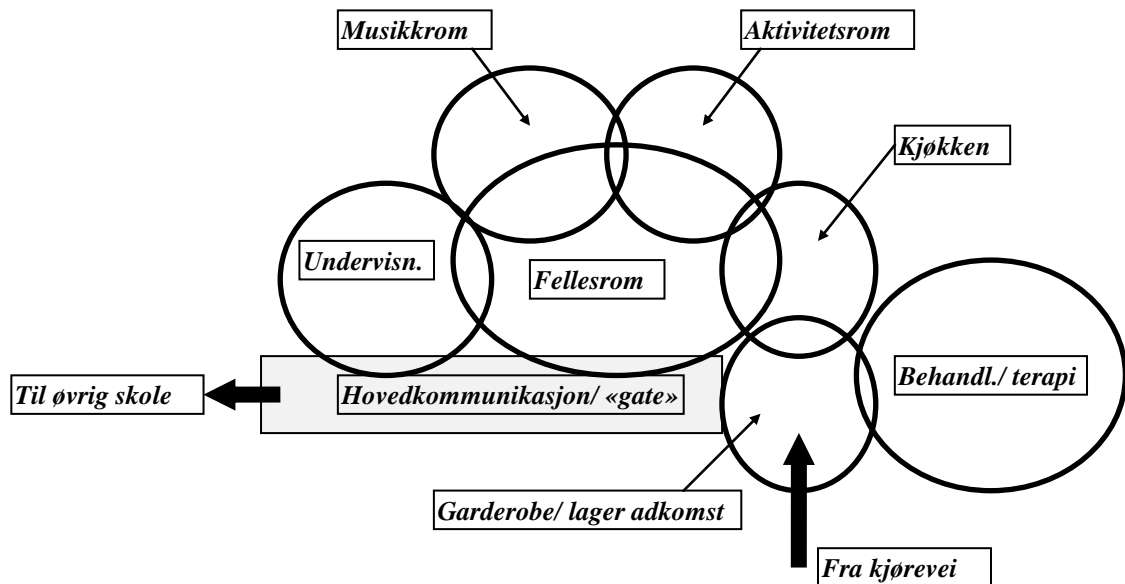 Musikkrom
Aktivitetsrom
Kjøkken
Undervisn.
Fellesrom
Behandl./ terapi
Til øvrig skole
Hovedkommunikasjon/ «gate»
Garderobe/ lager adkomst
Fra kjørevei